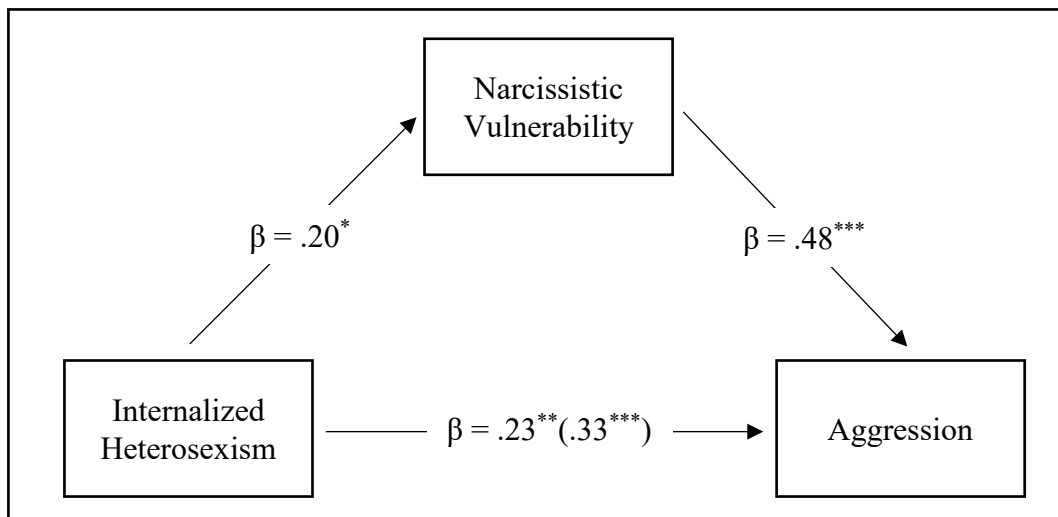 Narcissistic
Vulnerability
β = .20*
β = .48***
Internalized
Heterosexism
β = .23**(.33***)
Aggression